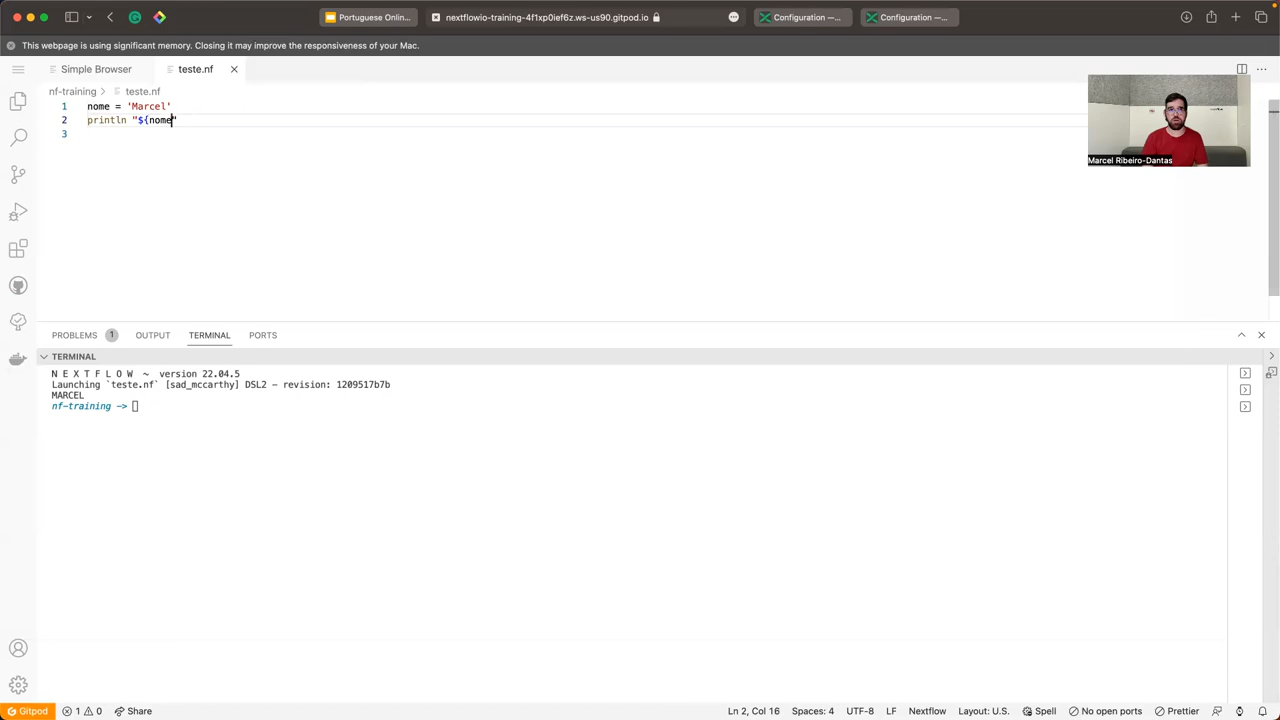 Portuguese Onlin...
nextflowio-training-4f1xp0ief6z.ws-us90.gitpod.io
Configuration —...
Configuration —...
This webpage is using significant memory. Closing it may improve the responsiveness of your Mac.
Simple Browser
teste.nf
nf-training > teste.nf
1 nome = 'Marcel'
2 println "${nome"
3
Marcel Ribeiro-Dantas
PROBLEMS 1 OUTPUT TERMINAL PORTS
TERMINAL
N E X T F L O W ~ version 22.04.5
Launching `teste.nf` [sad_mccarthy] DSL2 - revision: 1209517b7b
MARCEL
nf-training ->
Gitpod 1 0 Share Ln 2, Col 16 Spaces: 4 UTF-8 LF Nextflow Layout: U.S. Spell No open ports Prettier